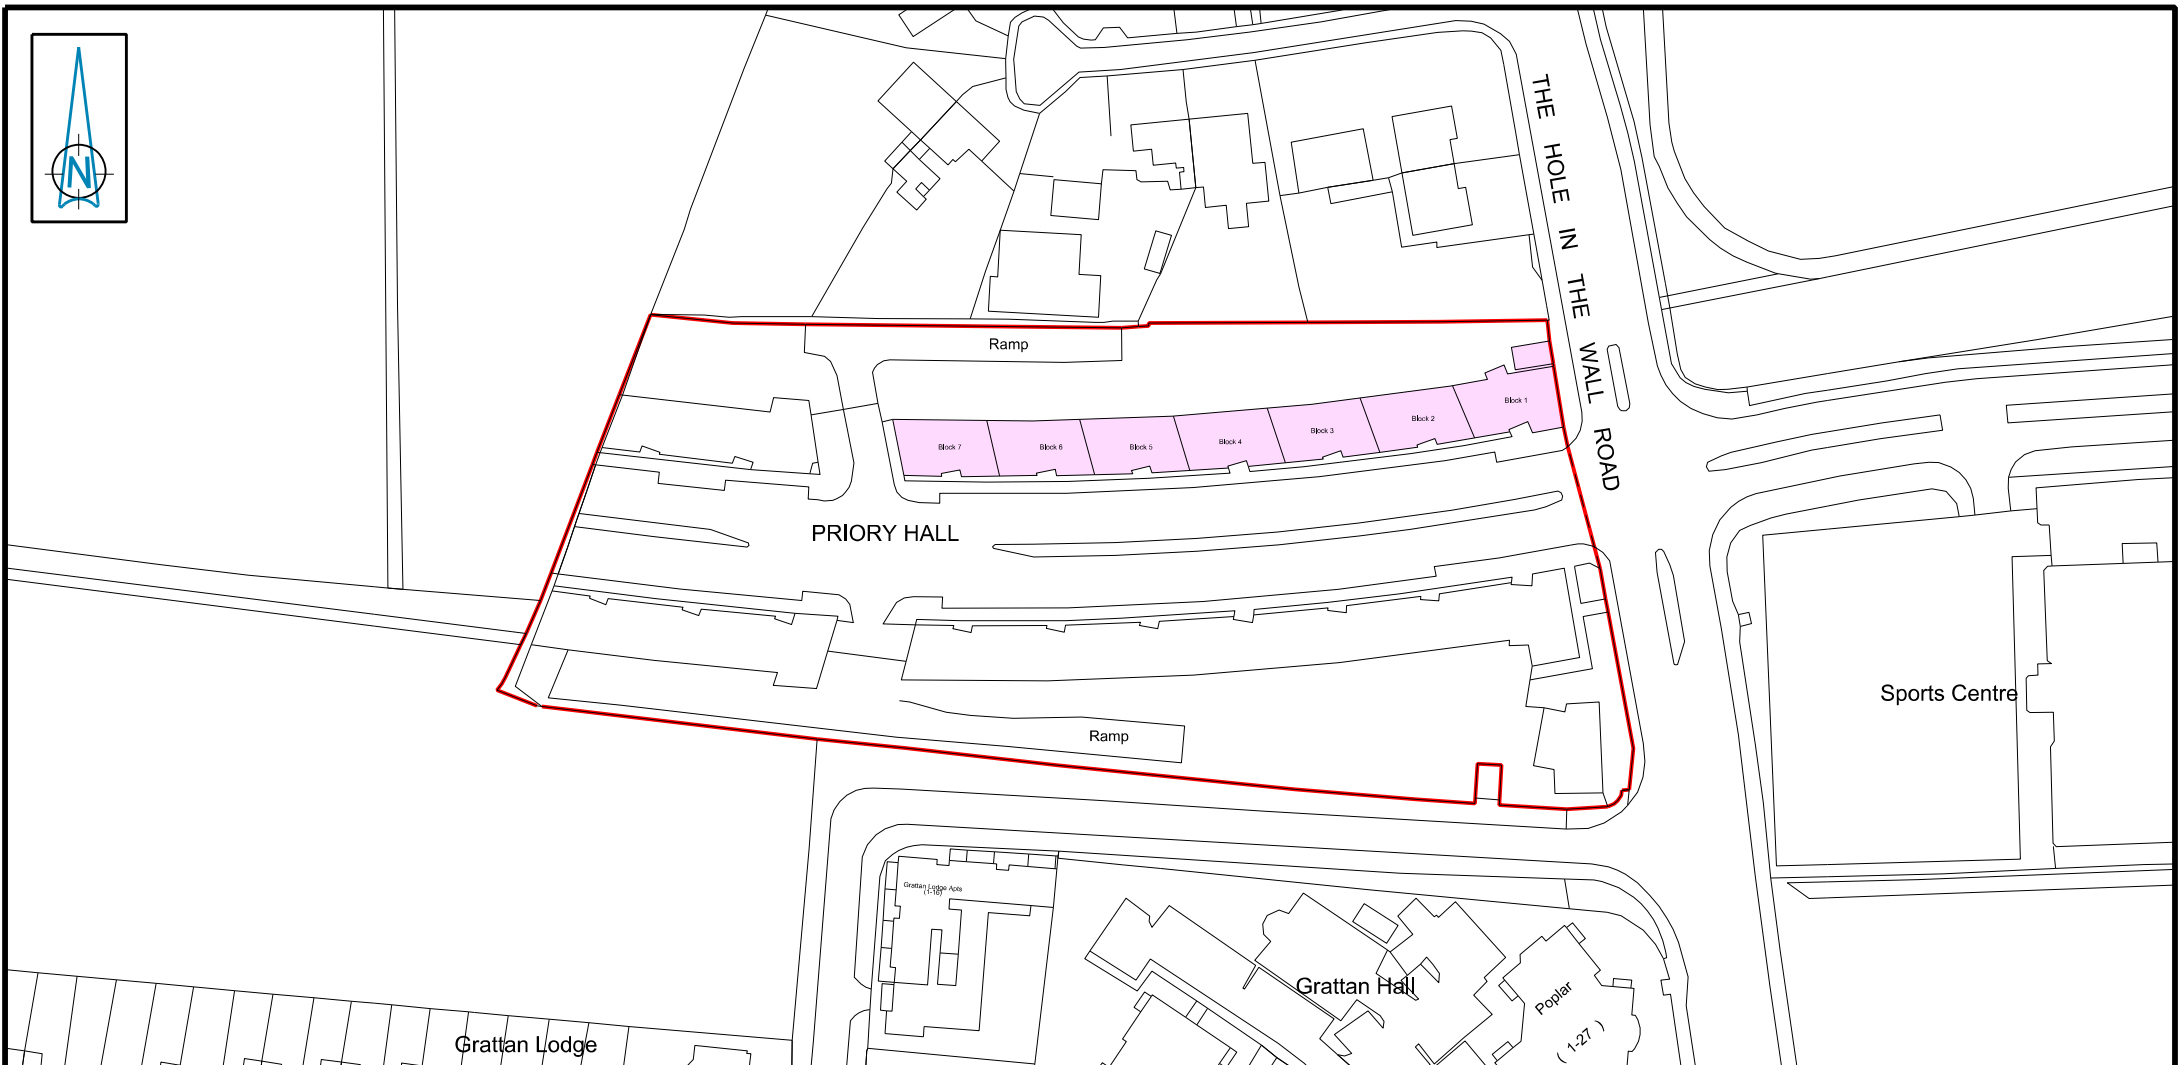 N
THE HOLE IN THE WALL ROAD
Ramp
Block 7
Block 6
Block 5
Block 4
Block 3
Block 2
Block 1
PRIORY HALL
Sports Centre
Ramp
Grattan Lodge Apts
(1-16)
Grattan Hall
Poplar
( 1-27 )
Grattan Lodge